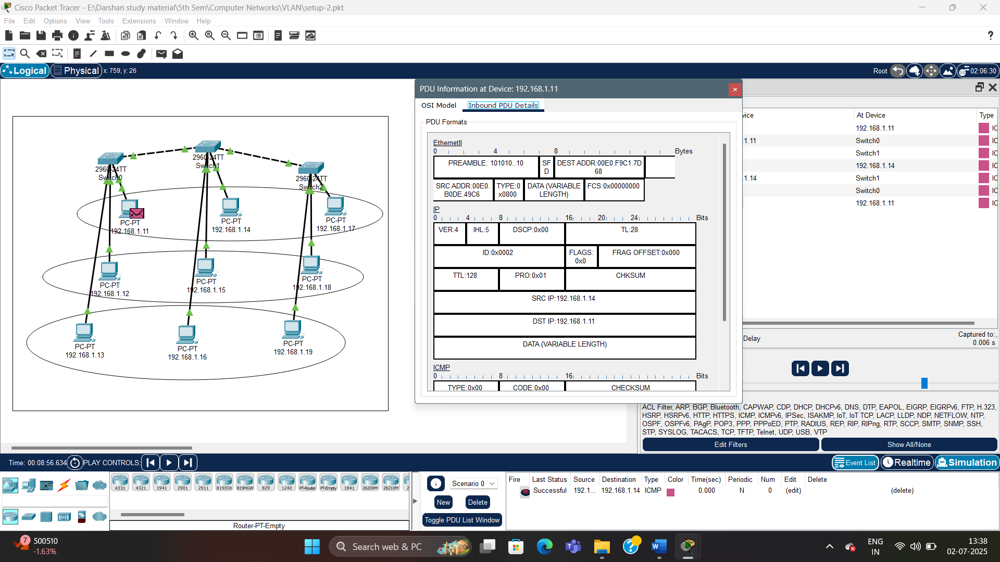 Cisco Packet Tracer - E:\Darshan study material\5th Sem\Computer Networks\VLAN\setup-2.pkt
File Edit Options View Tools Extensions Window Help
Logical Physical x: 759, y: 26
Root 02:06:30
PDU Information at Device: 192.168.1.11
OSI Model Inbound PDU Details
PDU Formats
EthernetII
0 4 8 Bytes
PREAMBLE: 101010..10 SF D DEST ADDR:00E0.F9C1.7D 68
SRC ADDR:00E0. B0DE.49C6 TYPE:0 x0800 DATA (VARIABLE LENGTH) FCS:0x00000000
IP
0 4 8 16 20 24 Bits
VER:4 IHL:5 DSCP:0x00 TL:28
ID:0x0002 FLAGS: 0x0 FRAG OFFSET:0x000
TTL:128 PRO:0x01 CHKSUM
SRC IP:192.168.1.14
DST IP:192.168.1.11
DATA (VARIABLE LENGTH)
ICMP
0 8 16 Bits
TYPE:0x00 CODE:0x00 CHECKSUM
2960-24TT
Switch0
2960-24TT
Switch1
2960-24TT
Switch2
PC-PT
192.168.1.11
PC-PT
192.168.1.14
PC-PT
192.168.1.17
PC-PT
192.168.1.12
PC-PT
192.168.1.15
PC-PT
192.168.1.18
PC-PT
192.168.1.13
PC-PT
192.168.1.16
PC-PT
192.168.1.19
At Device Type
192.168.1.11
1.11 Switch0
Switch1
192.168.1.14
.14 Switch1
Switch0
192.168.1.11
Delay
Captured to:
0.006 s
ACL Filter, ARP, BGP, Bluetooth, CAPWAP, CDP, DHCP, DHCPv6, DNS, DTP, EAPOL, EIGRP, EIGRPv6, FTP, H.323,
HSRP, HSRPv6, HTTP, HTTPS, ICMP, ICMPv6, IPSec, ISAKMP, IoT, IoT TCP, LACP, LLDP, NDP, NETFLOW, NTP,
OSPF, OSPFv6, PAgP, POP3, PPP, PPPoED, PTP, RADIUS, REP, RIP, RIPng, RTP, SCCP, SMTP, SNMP, SSH,
STP, SYSLOG, TACACS, TCP, TFTP, Telnet, UDP, USB, VTP
Edit Filters Show All/None
Time: 00:08:56.634 PLAY CONTROLS: Event List Realtime Simulation
4331 4321 1941 2901 2911 819IOX 819HGW 829 1240 PT-Router PT-Empty 1841 2620XM 2621XM
Router-PT-Empty
Scenario 0
New Delete
Toggle PDU List Window
Fire Last Status Source Destination Type Color Time(sec) Periodic Num Edit Delete
Successful 192.1... 192.168.1.14 ICMP 0.000 N 0 (edit) (delete)
7
500510
-1.63%
Search web & PC
ENG
IN
13:38
02-07-2025